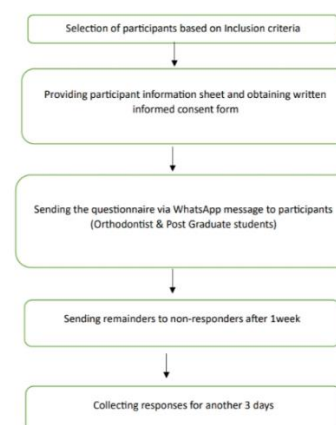 Selection of participants based on Inclusion criteria
Providing participant information sheet and obtaining written
informed consent form
Sending the questionnaire via WhatsApp message to participants
(Orthodontist & Post Graduate students)
Sending remainders to non-responders after 1week
Collecting responses for another 3 days